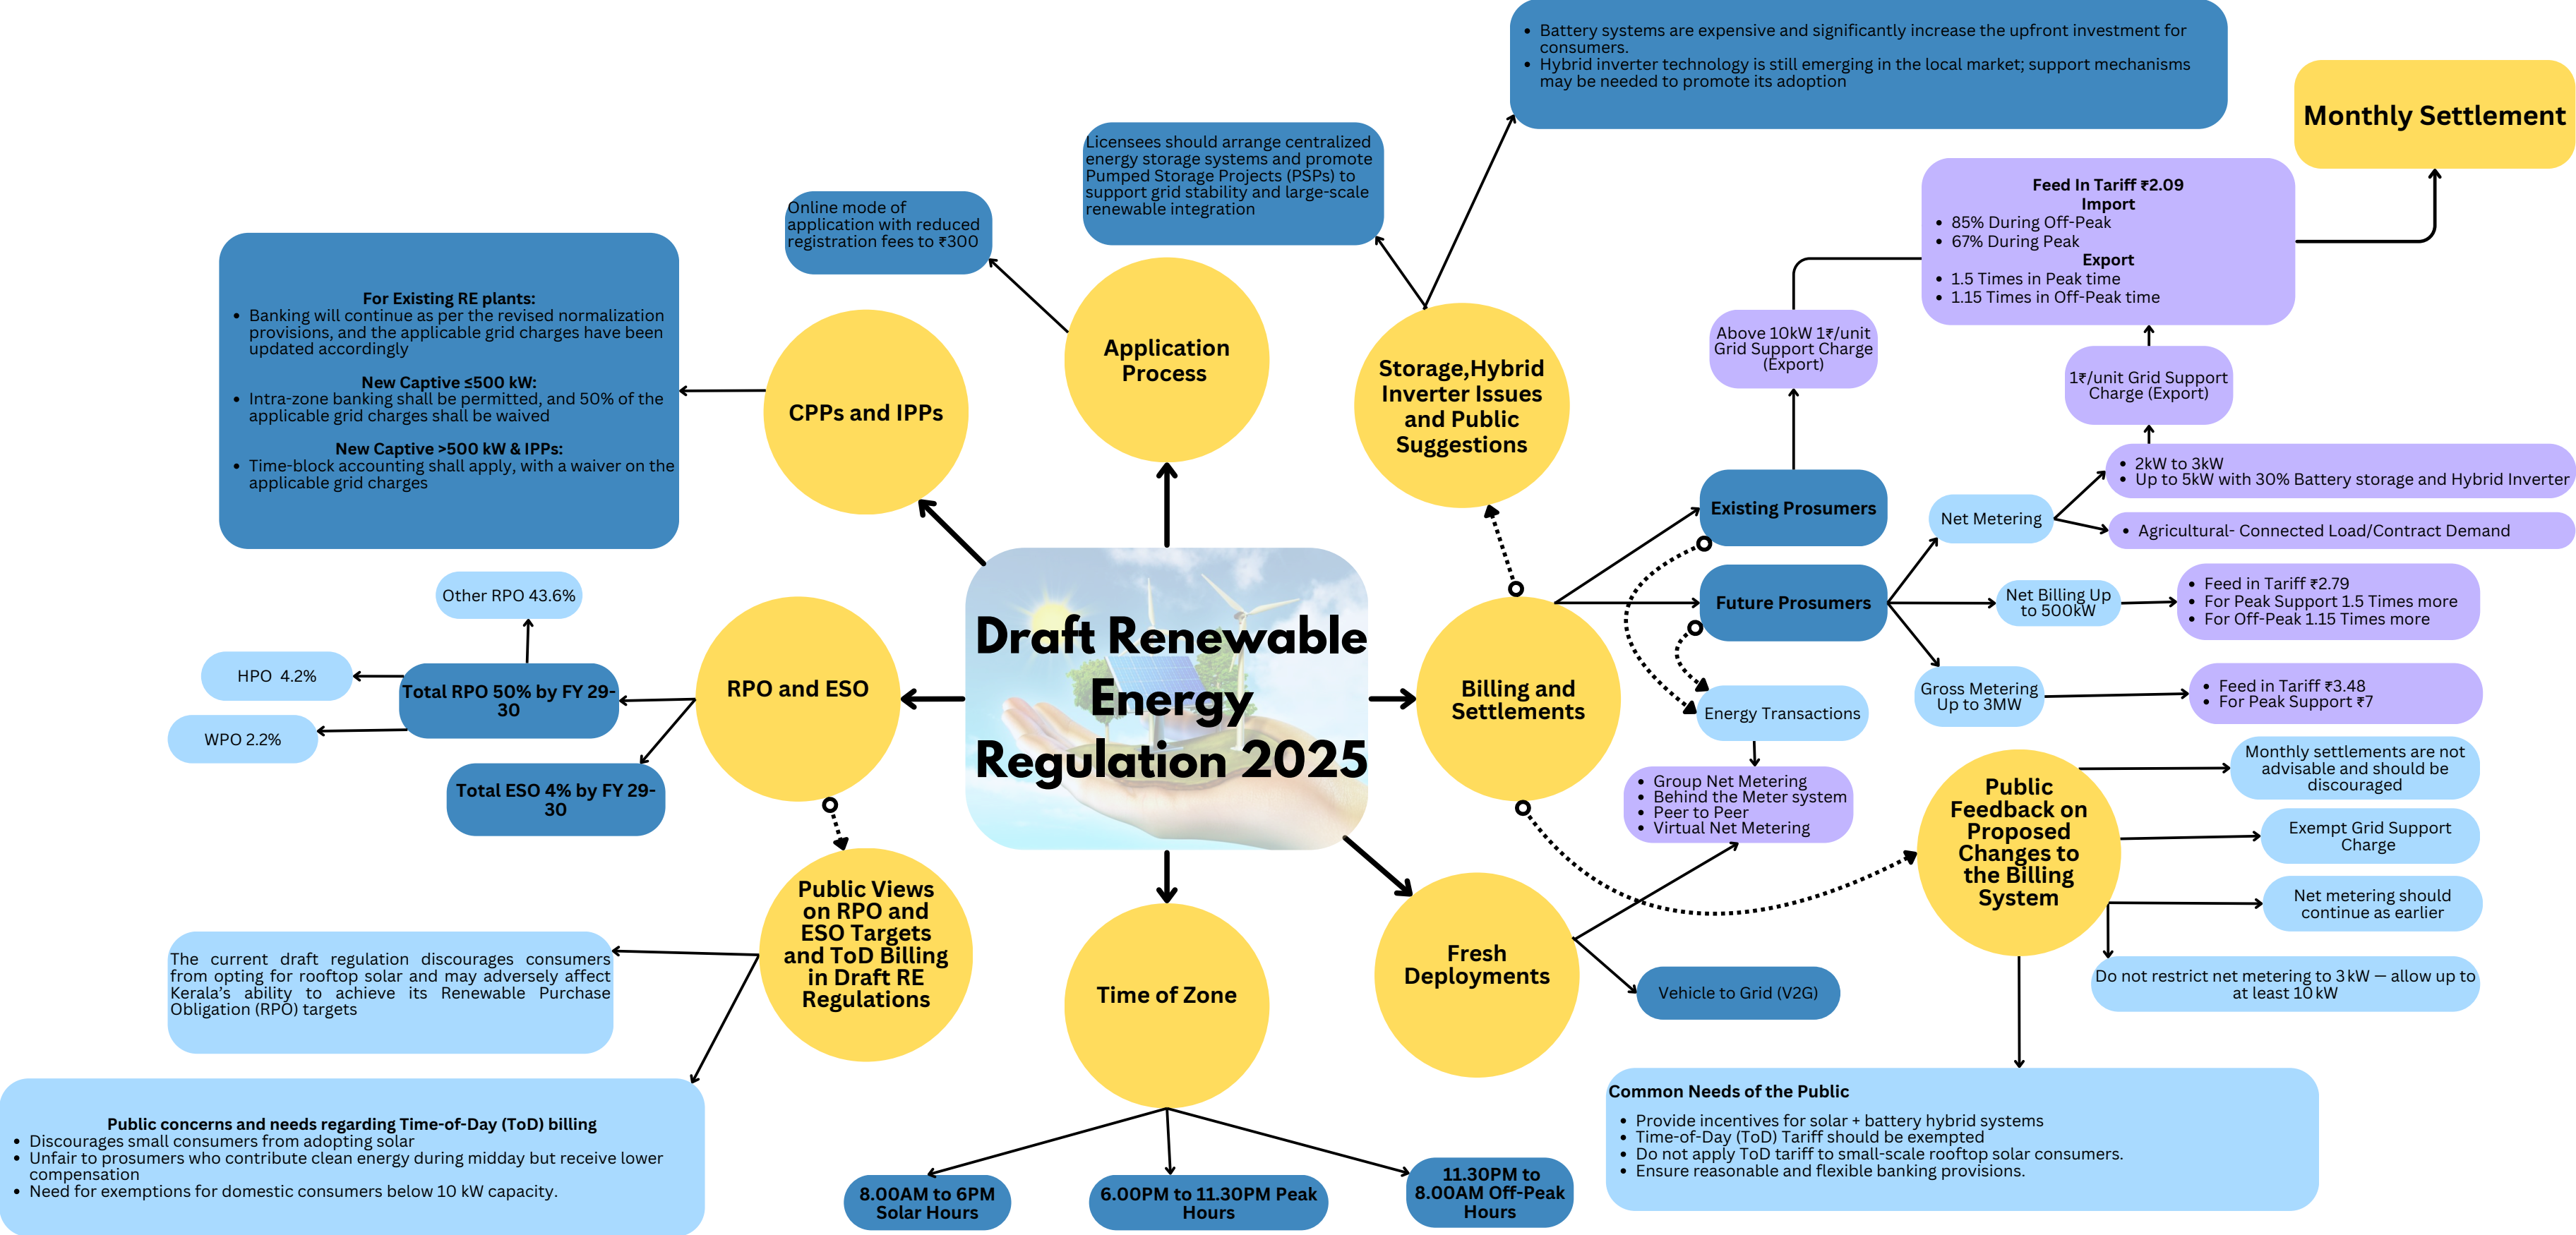 Draft Renewable
Energy
Regulation 2025
Application
Process
Online mode of
application with reduced
registration fees to ₹300
CPPs and IPPs
For Existing RE plants:
• Banking will continue as per the revised normalization
provisions, and the applicable grid charges have been
updated accordingly
New Captive ≤500 kW:
• Intra-zone banking shall be permitted, and 50% of the
applicable grid charges shall be waived
New Captive >500 kW & IPPs:
• Time-block accounting shall apply, with a waiver on the
applicable grid charges
RPO and ESO
Total RPO 50% by FY 29-
30
Other RPO 43.6%
HPO 4.2%
WPO 2.2%
Total ESO 4% by FY 29-
30
Public Views
on RPO and
ESO Targets
and ToD Billing
in Draft RE
Regulations
The current draft regulation discourages consumers
from opting for rooftop solar and may adversely affect
Kerala’s ability to achieve its Renewable Purchase
Obligation (RPO) targets
Public concerns and needs regarding Time-of-Day (ToD) billing
• Discourages small consumers from adopting solar
• Unfair to prosumers who contribute clean energy during midday but receive lower
compensation
• Need for exemptions for domestic consumers below 10 kW capacity.
Time of Zone
8.00AM to 6PM
Solar Hours
6.00PM to 11.30PM Peak
Hours
11.30PM to
8.00AM Off-Peak
Hours
Fresh
Deployments
Vehicle to Grid (V2G)
Billing and
Settlements
Storage,Hybrid
Inverter Issues
and Public
Suggestions
Licensees should arrange centralized
energy storage systems and promote
Pumped Storage Projects (PSPs) to
support grid stability and large-scale
renewable integration
• Battery systems are expensive and significantly increase the upfront investment for
consumers.
• Hybrid inverter technology is still emerging in the local market; support mechanisms
may be needed to promote its adoption
Existing Prosumers
Above 10kW 1₹/unit
Grid Support Charge
(Export)
Feed In Tariff ₹2.09
Import
• 85% During Off-Peak
• 67% During Peak
Export
• 1.5 Times in Peak time
• 1.15 Times in Off-Peak time
Monthly Settlement
Future Prosumers
Net Metering
• 2kW to 3kW
• Up to 5kW with 30% Battery storage and Hybrid Inverter
1₹/unit Grid Support
Charge (Export)
• Agricultural- Connected Load/Contract Demand
Net Billing Up
to 500kW
• Feed in Tariff ₹2.79
• For Peak Support 1.5 Times more
• For Off-Peak 1.15 Times more
Gross Metering
Up to 3MW
• Feed in Tariff ₹3.48
• For Peak Support ₹7
Energy Transactions
• Group Net Metering
• Behind the Meter system
• Peer to Peer
• Virtual Net Metering
Public
Feedback on
Proposed
Changes to
the Billing
System
Monthly settlements are not
advisable and should be
discouraged
Exempt Grid Support
Charge
Net metering should
continue as earlier
Do not restrict net metering to 3 kW — allow up to
at least 10 kW
Common Needs of the Public
• Provide incentives for solar + battery hybrid systems
• Time-of-Day (ToD) Tariff should be exempted
• Do not apply ToD tariff to small-scale rooftop solar consumers.
• Ensure reasonable and flexible banking provisions.